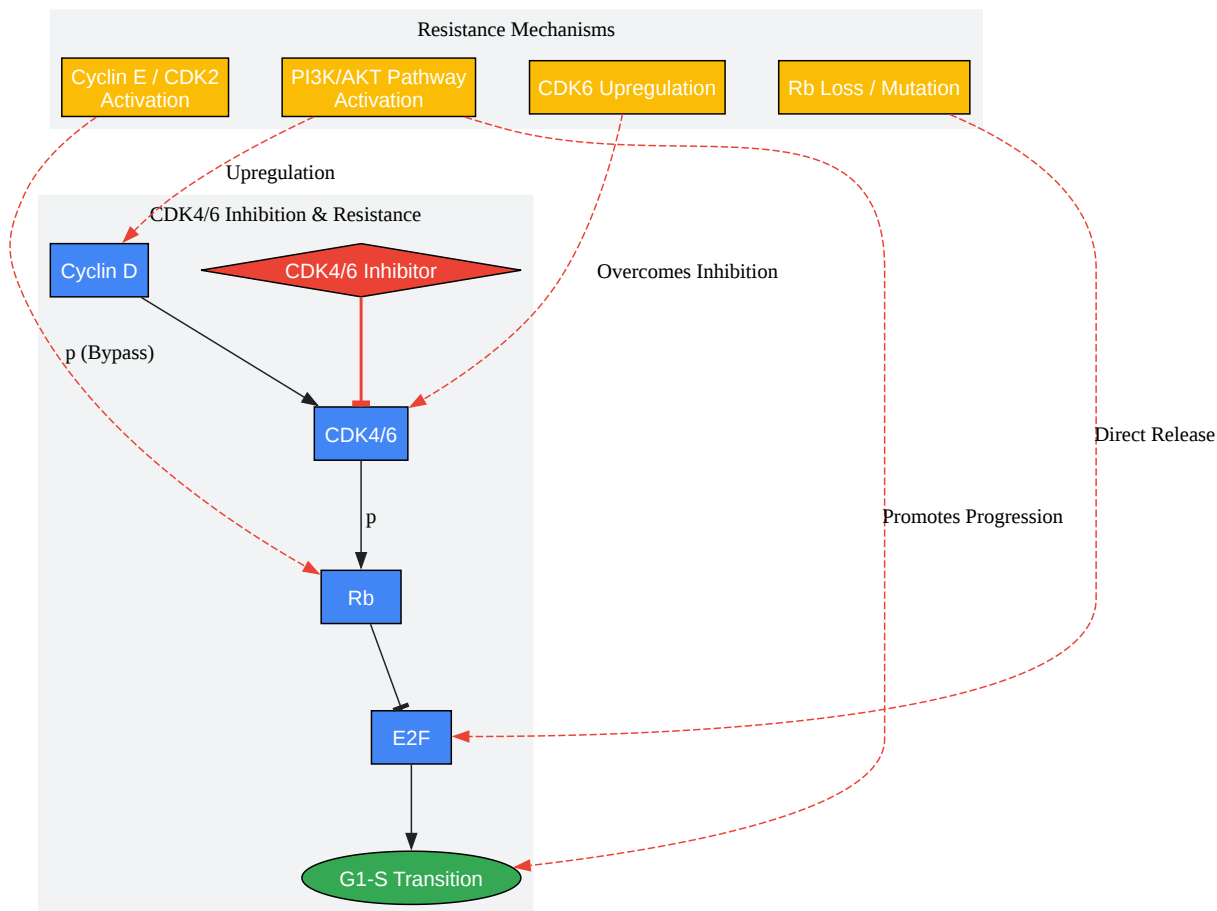 Resistance Mechanisms
Cyclin E / CDK2
Activation
PI3K/AKT Pathway
Activation
CDK6 Upregulation
Rb Loss / Mutation
Upregulation
CDK4/6 Inhibition & Resistance
Cyclin D
CDK4/6 Inhibitor
Overcomes Inhibition
p (Bypass)
CDK4/6
Direct Release
p
Promotes Progression
Rb
E2F
G1-S Transition